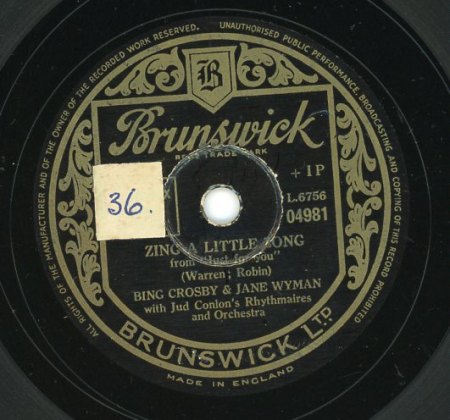 ALL RIGHTS OF THE MANUFACTURER AND OF THE OWNER OF THE RECORDED WORK RESERVED. UNAUTHORISED PUBLIC PERFORMANCE, BROADCASTING AND COPYING OF THIS RECORD PROHIBITED
B
Brunswick
REGD TRADE MARK
+ 1P
L.6756
04981
36.
ZING A LITTLE ZONG
from "Just for you"
(Warren; Robin)
BING CROSBY & JANE WYMAN
with Jud Conlon's Rhythmaires
and Orchestra
BRUNSWICK LTD.
MADE IN ENGLAND